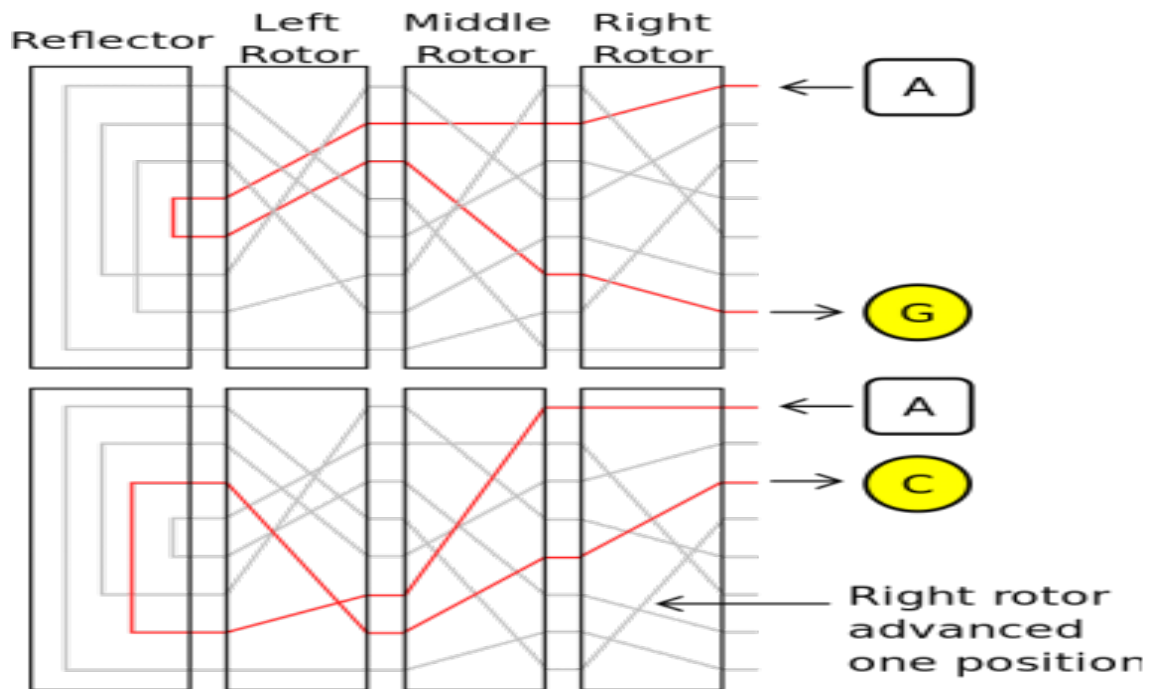 Reflector
Left
Rotor
Middle
Rotor
Right
Rotor
A
G
A
C
Right rotor
advanced
one position